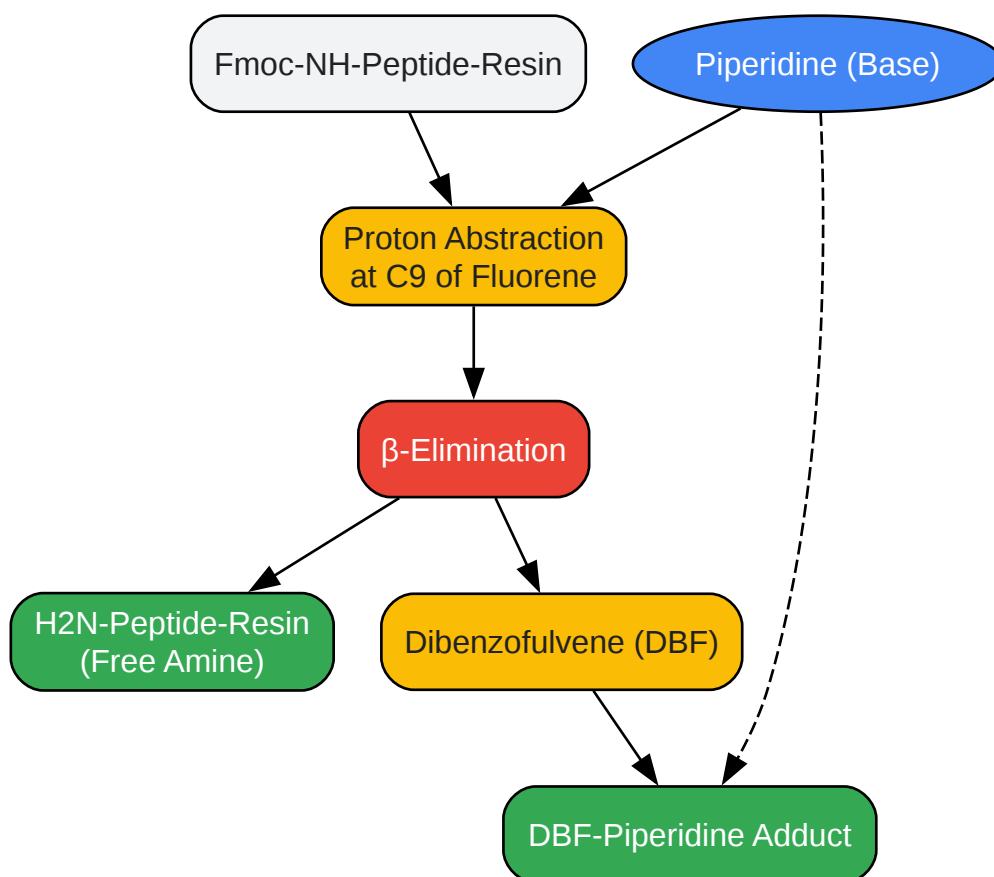 Fmoc-NH-Peptide-Resin
Piperidine (Base)
Proton Abstraction
at C9 of Fluorene
β-Elimination
H2N-Peptide-Resin
(Free Amine)
Dibenzofulvene (DBF)
DBF-Piperidine Adduct